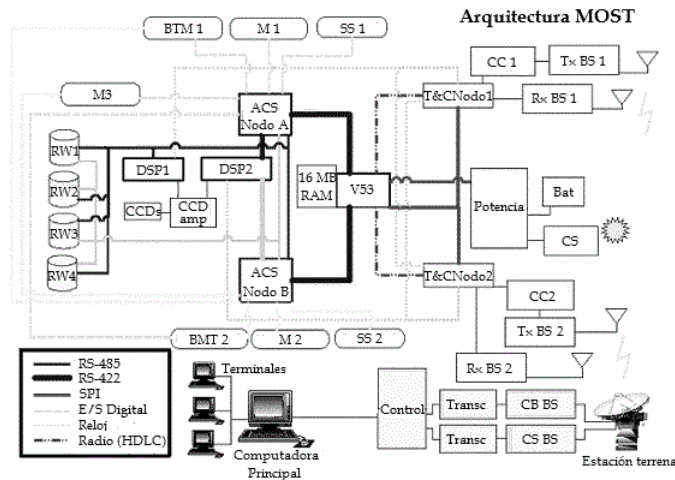 Arquitectura MOST
BTM 1
M 1
SS 1
CC 1
Tx BS 1
M3
ACS
Nodo A
T&CNodo1
Rx BS 1
RW1
DSP1
DSP2
16 MB
RAM
V53
RW2
CCDs
CCD
amp
Potencia
Bat
RW3
CS
RW4
ACS
Nodo B
T&CNodo2
CC2
Tx BS 2
BMT 2
M 2
SS 2
Rx BS 2
RS-485
RS-422
SPI
E/S Digital
Reloj
Radio (HDLC)
Terminales
Computadora
Principal
Control
Transc
CB BS
Transc
CS BS
Estación terrena